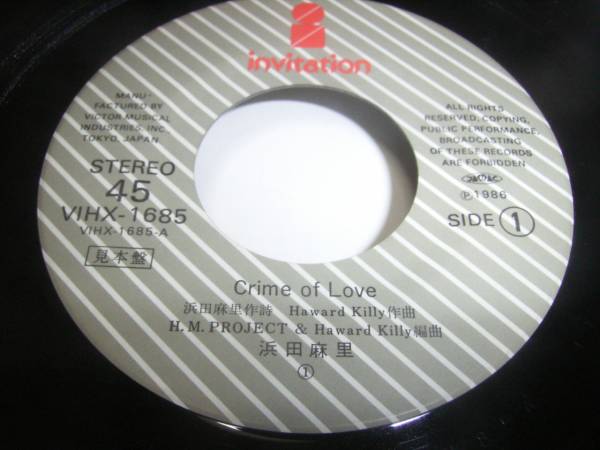 invitation
MANU-
FACTURED BY
VICTOR MUSICAL
INDUSTRIES, INC.
TOKYO, JAPAN
STEREO
45
VIHX-1685
VIHX-1685-A
見本盤
ALL RIGHTS
RESERVED. COPYING,
PUBLIC PERFORMANCE,
BROADCASTING
OF THESE RECORDS
ARE FORBIDDEN
JASRAC
Ⓟ1986
SIDE ①
Crime of Love
浜田麻里作詩 Haward Killy作曲
H.M. PROJECT & Haward Killy編曲
浜田麻里
①